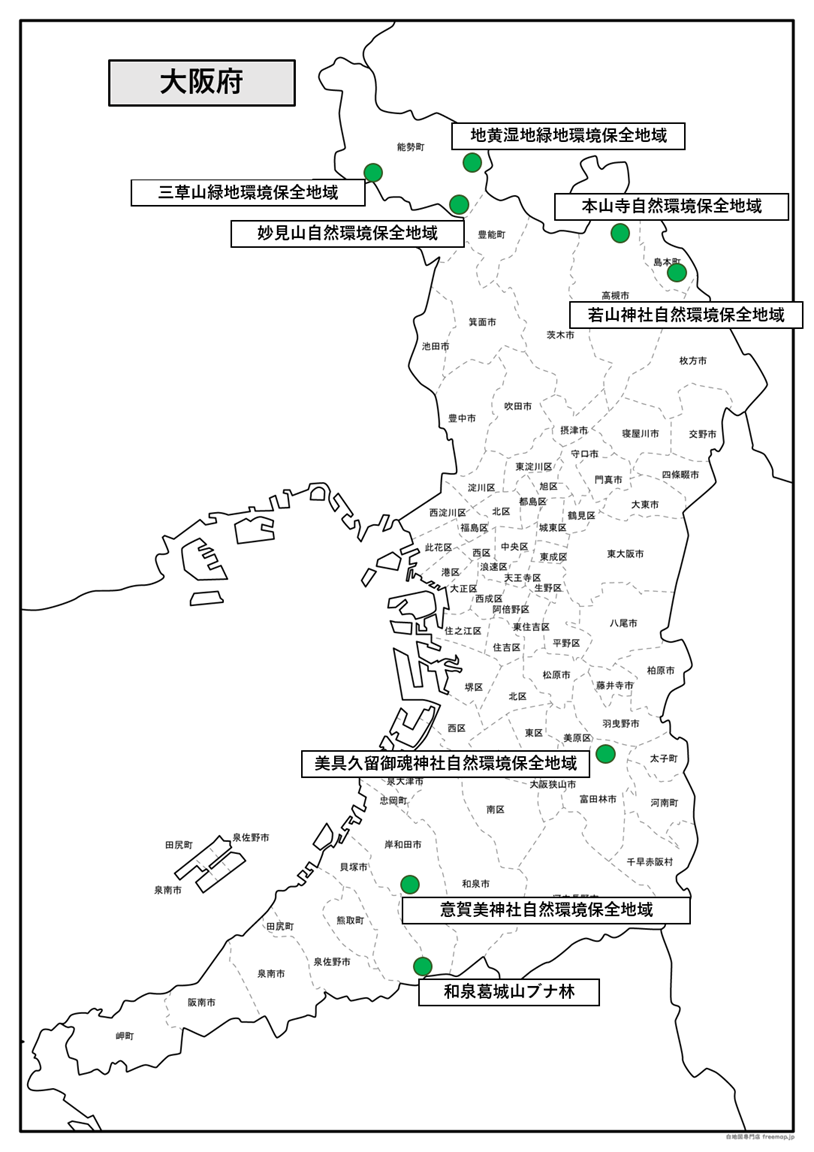 大阪府
地黄湿地緑地環境保全地域
能勢町
三草山緑地環境保全地域
本山寺自然環境保全地域
妙見山自然環境保全地域
豊能町
島本町
高槻市
若山神社自然環境保全地域
箕面市
茨木市
池田市
枚方市
吹田市
豊中市
摂津市
寝屋川市
交野市
守口市
東淀川区
四條畷市
門真市
淀川区
旭区
都島区
大東市
西淀川区
北区
鶴見区
福島区
城東区
此花区
中央区
西区
東成区
東大阪市
浪速区
港区
天王寺区
大正区
生野区
西成区
阿倍野区
八尾市
東住吉区
住之江区
平野区
住吉区
柏原市
松原市
堺区
藤井寺市
北区
羽曳野市
西区
東区
美原区
太子町
美具久留御魂神社自然環境保全地域
泉大津市
大阪狭山市
忠岡町
富田林市
河南町
南区
泉佐野市
田尻町
岸和田市
千早赤阪村
貝塚市
和泉市
泉南市
意賀美神社自然環境保全地域
熊取町
田尻町
泉佐野市
泉南市
和泉葛城山ブナ林
阪南市
岬町
白地図専門店 freemap.jp